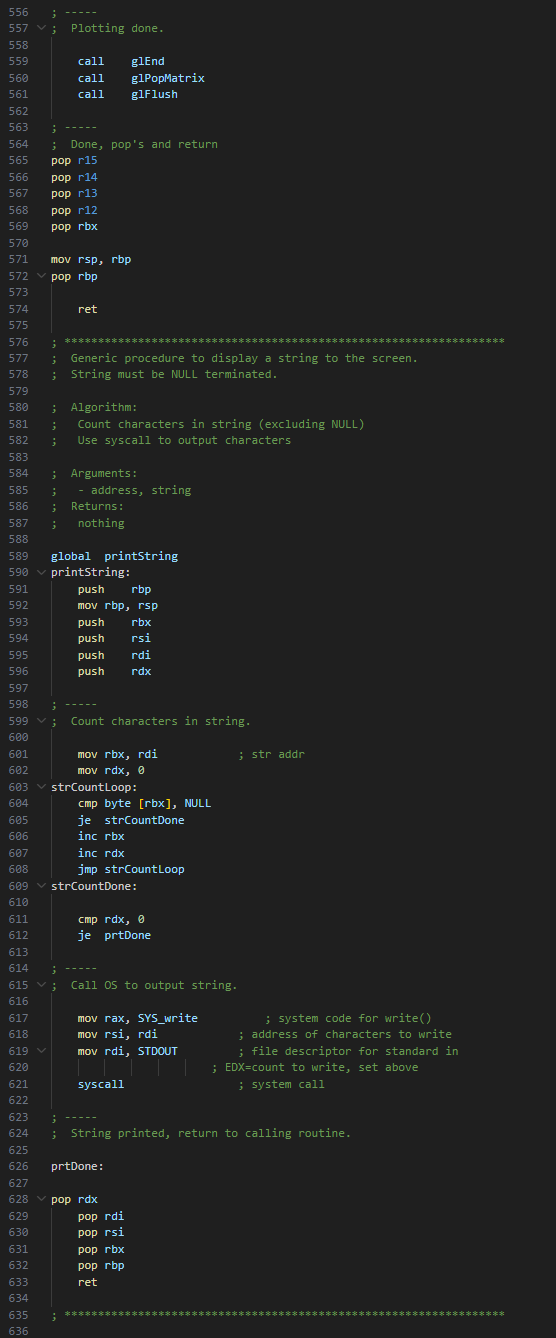 556 ; -----
557 ;  Plotting done.
558
559     call    glEnd
560     call    glPopMatrix
561     call    glFlush
562
563 ; -----
564 ;  Done, pop's and return
565 pop r15
566 pop r14
567 pop r13
568 pop r12
569 pop rbx
570
571 mov rsp, rbp
572 pop rbp
573
574     ret
575
576 ; ******************************************************************
577 ;  Generic procedure to display a string to the screen.
578 ;  String must be NULL terminated.
579
580 ;  Algorithm:
581 ;   Count characters in string (excluding NULL)
582 ;   Use syscall to output characters
583
584 ;  Arguments:
585 ;   - address, string
586 ;  Returns:
587 ;   nothing
588
589 global  printString
590 printString:
591     push    rbp
592     mov rbp, rsp
593     push    rbx
594     push    rsi
595     push    rdi
596     push    rdx
597
598 ; -----
599 ;  Count characters in string.
600
601     mov rbx, rdi            ; str addr
602     mov rdx, 0
603 strCountLoop:
604     cmp byte [rbx], NULL
605     je  strCountDone
606     inc rbx
607     inc rdx
608     jmp strCountLoop
609 strCountDone:
610
611     cmp rdx, 0
612     je  prtDone
613
614 ; -----
615 ;  Call OS to output string.
616
617     mov rax, SYS_write          ; system code for write()
618     mov rsi, rdi            ; address of characters to write
619     mov rdi, STDOUT         ; file descriptor for standard in
620                         ; EDX=count to write, set above
621     syscall                 ; system call
622
623 ; -----
624 ;  String printed, return to calling routine.
625
626 prtDone:
627
628 pop rdx
629     pop rdi
630     pop rsi
631     pop rbx
632     pop rbp
633     ret
634
635 ; ******************************************************************
636